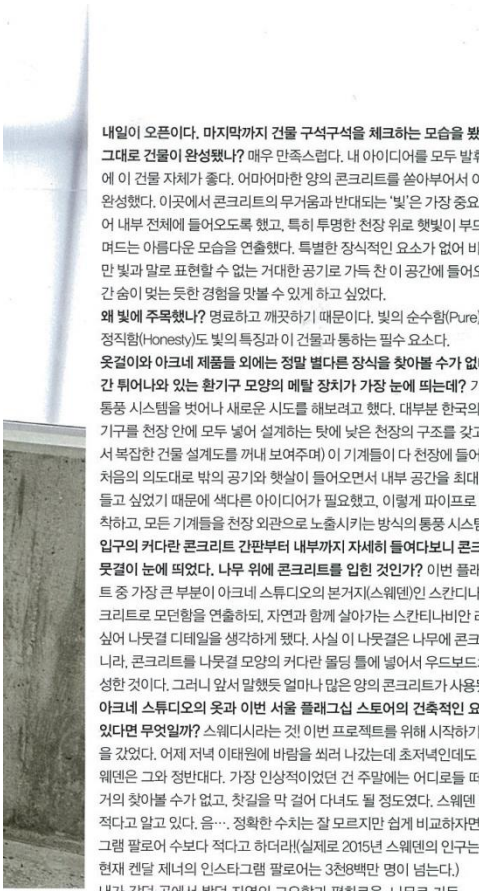 내일이 오픈이다. 마지막까지 건물 구석구석을 체크하는 모습을 봤
그대로 건물이 완성됐나? 매우 만족스럽다. 내 아이디어를 모두 발휘
에 이 건물 자체가 좋다. 어마어마한 양의 콘크리트를 쏟아부어서 이
완성했다. 이곳에서 콘크리트의 무거움과 반대되는 ‘빛’은 가장 중요
어 내부 전체에 들어오도록 했고, 특히 투명한 천장 위로 햇빛이 부드
며드는 아름다운 모습을 연출했다. 특별한 장식적인 요소가 없어 비
만 빛과 말로 표현할 수 없는 거대한 공기로 가득 찬 이 공간에 들어오
간 숨이 멎는 듯한 경험을 맛볼 수 있게 하고 싶었다.
왜 빛에 주목했나? 명료하고 깨끗하기 때문이다. 빛의 순수함(Pure)
정직함(Honesty)도 빛의 특징과 이 건물과 통하는 필수 요소다.
옷걸이와 아크네 제품들 외에는 정말 별다른 장식을 찾아볼 수가 없
간 튀어나와 있는 환기구 모양의 메탈 장치가 가장 눈에 띄는데? 기
통풍 시스템을 벗어나 새로운 시도를 해보려고 했다. 대부분 한국의
기구를 천장 안에 모두 넣어 설계하는 탓에 낮은 천장의 구조를 갖고
서 복잡한 건물 설계도를 꺼내 보여주며) 이 기계들이 다 천장에 들어
처음의 의도대로 밖의 공기와 햇살이 들어오면서 내부 공간을 최대
들고 싶었기 때문에 색다른 아이디어가 필요했고, 이렇게 파이프로
착하고, 모든 기계들을 천장 외관으로 노출시키는 방식의 통풍 시스템
입구의 커다란 콘크리트 간판부터 내부까지 자세히 들여다보니 콘크
뭇결이 눈에 띄었다. 나무 위에 콘크리트를 입힌 것인가? 이번 플래
트 중 가장 큰 부분이 아크네 스튜디오의 본거지(스웨덴)인 스칸디나
크리트로 모던함을 연출하되, 자연과 함께 살아가는 스칸티나비안 라
싶어 나뭇결 디테일을 생각하게 됐다. 사실 이 나뭇결은 나무에 콘크
니라, 콘크리트를 나뭇결 모양의 커다란 몰딩 틀에 넣어서 우드보드
성한 것이다. 그러니 앞서 말했듯 얼마나 많은 양의 콘크리트가 사용됐
아크네 스튜디오의 옷과 이번 서울 플래그십 스토어의 건축적인 요
있다면 무엇일까? 스웨디시라는 것! 이번 프로젝트를 위해 시작하기
을 갔었다. 어제 저녁 이태원에 바람을 쐬러 나갔는데 초저녁인데도
웨덴은 그와 정반대다. 가장 인상적이었던 건 주말에는 어디로들 떠
거의 찾아볼 수가 없고, 찻길을 막 걸어 다녀도 될 정도였다. 스웨덴
적다고 알고 있다. 음…. 정확한 수치는 잘 모르지만 쉽게 비교하자면
그램 팔로어 수보다 적다고 하더래!(실제로 2015년 스웨덴의 인구는
현재 켄달 제너의 인스타그램 팔로어는 3천8백만 명이 넘는다.)